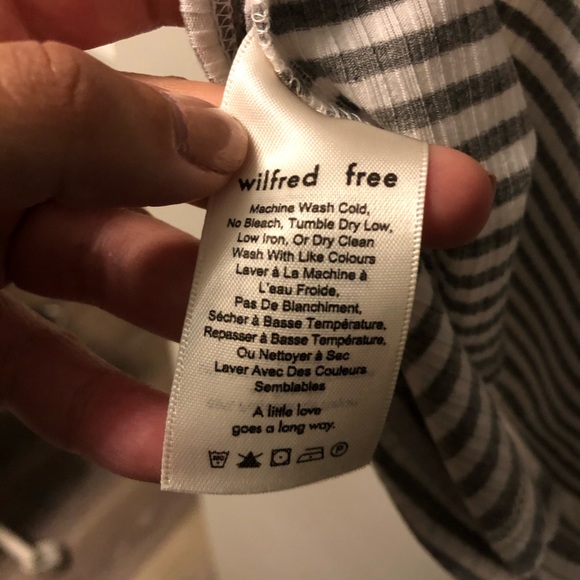 wilfred free
Machine Wash Cold,
No Bleach, Tumble Dry Low,
Low Iron, Or Dry Clean
Wash With Like Colours
Laver à La Machine à
L'eau Froide,
Pas De Blanchiment,
Sécher à Basse Température,
Repasser à Basse Température,
Ou Nettoyer à Sec
Laver Avec Des Couleurs
Semblables
A little love
goes a long way.
P